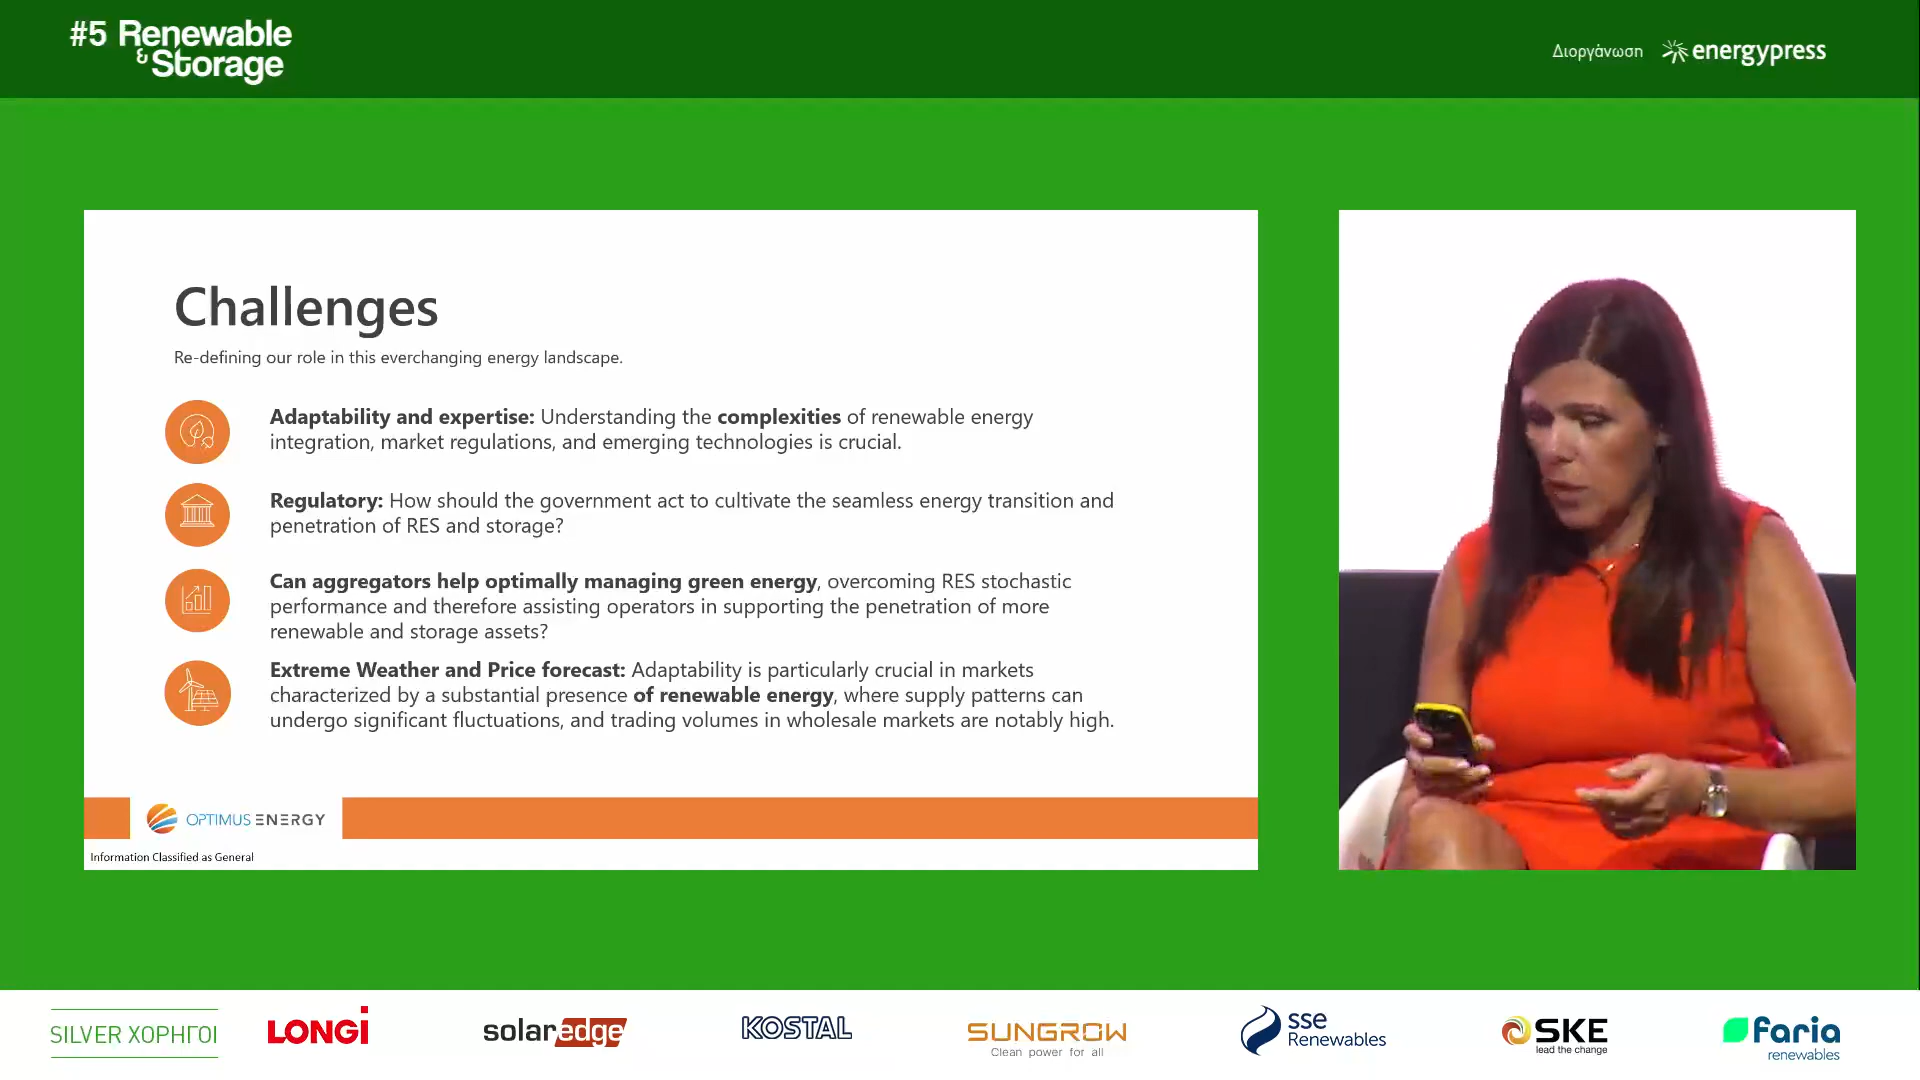 #5 Renewable
& Storage
Διοργάνωση energypress
Challenges
Re-defining our role in this everchanging energy landscape.
Adaptability and expertise: Understanding the complexities of renewable energy
integration, market regulations, and emerging technologies is crucial.
Regulatory: How should the government act to cultivate the seamless energy transition and
penetration of RES and storage?
Can aggregators help optimally managing green energy, overcoming RES stochastic
performance and therefore assisting operators in supporting the penetration of more
renewable and storage assets?
Extreme Weather and Price forecast: Adaptability is particularly crucial in markets
characterized by a substantial presence of renewable energy, where supply patterns can
undergo significant fluctuations, and trading volumes in wholesale markets are notably high.
OPTIMUS ENERGY
Information Classified as General
SILVER ΧΟΡΗΓΟΙ
LONGi
solaredge
KOSTAL
SUNGROW
Clean power for all
sse
Renewables
SKE
lead the change
faria
renewables